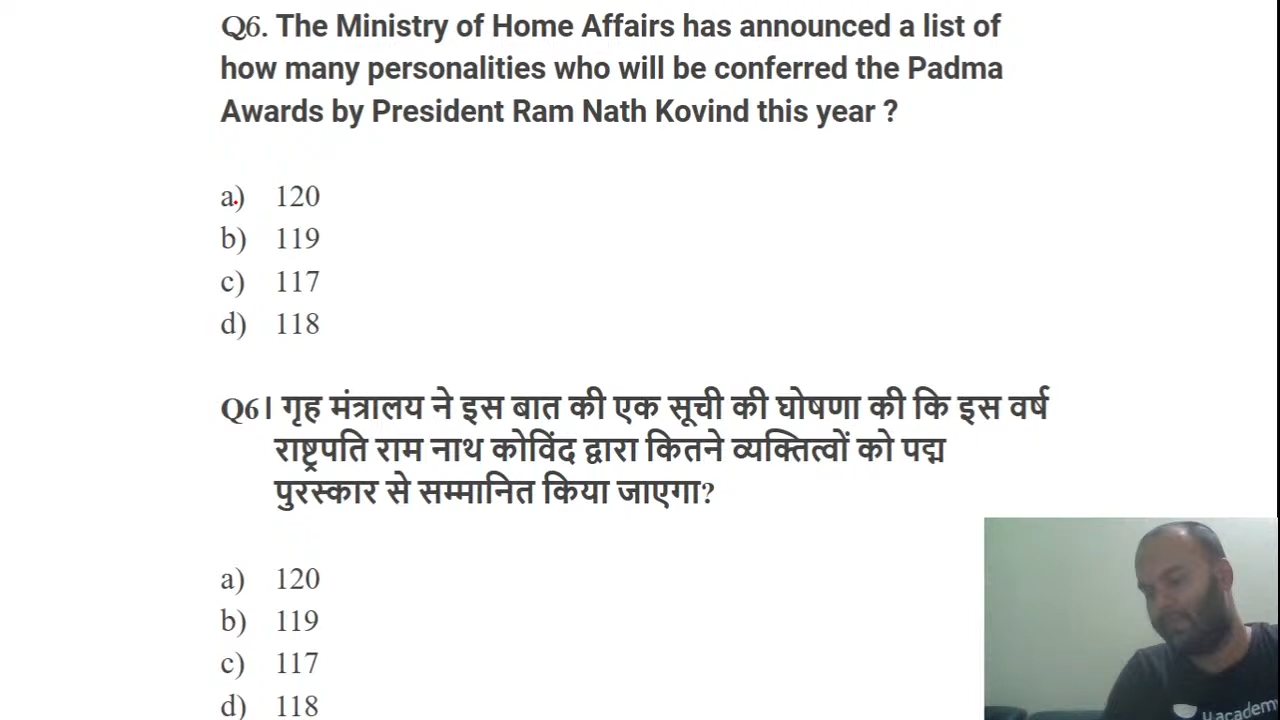 Q6. The Ministry of Home Affairs has announced a list of
how many personalities who will be conferred the Padma
Awards by President Ram Nath Kovind this year ?
a) 120
b) 119
c) 117
d) 118
Q6। गृह मंत्रालय ने इस बात की एक सूची की घोषणा की कि इस वर्ष
राष्ट्रपति राम नाथ कोविंद द्वारा कितने व्यक्तित्वों को पद्म
पुरस्कार से सम्मानित किया जाएगा?
a) 120
b) 119
c) 117
d) 118